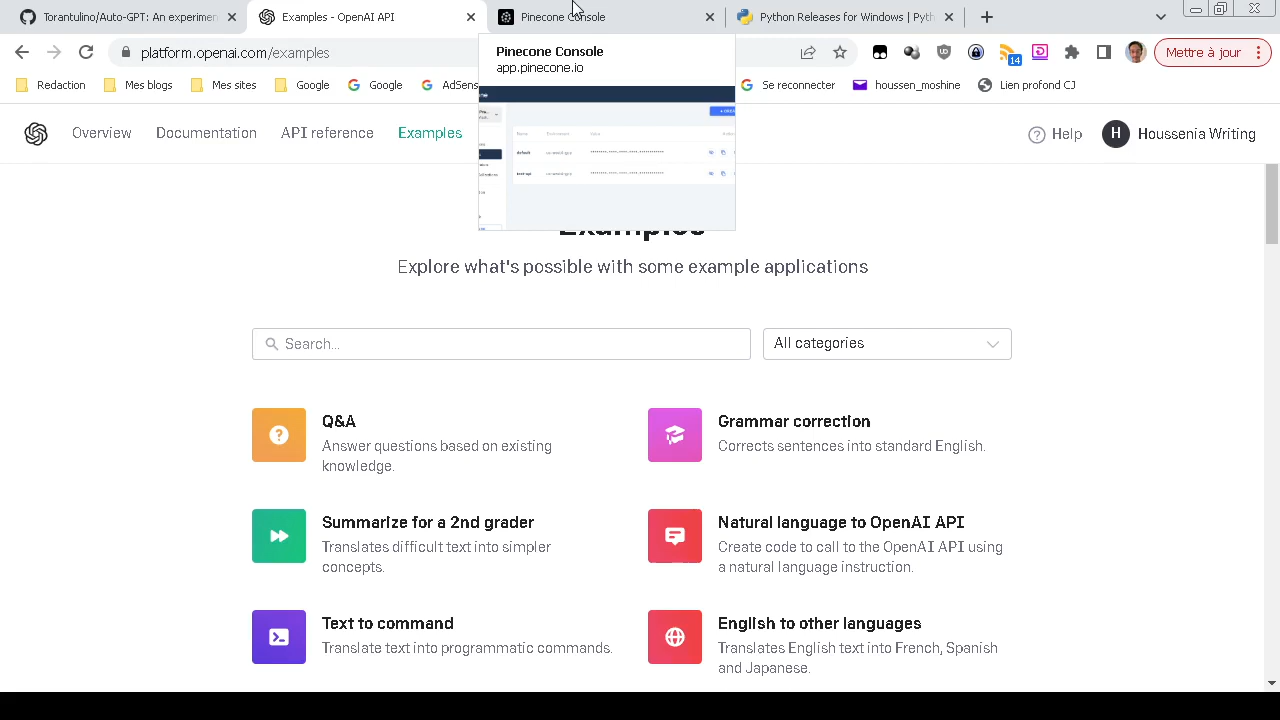 Torantulino/Auto-GPT: An experimen
Examples - OpenAI API
Pinecone Console
Python Releases for Windows | Pyth
platform.openai.com/examples
Pinecone Console
app.pinecone.io
14
Mettre à jour
Redaction
Mes blogs
Mes sites
Google
Google
AdSens
Se reconnecter
houssen_moshine
Lien profond CJ
Overview
Documentation
API reference
Examples
Help
H
Houssenia Writing
Name
Environment
Value
default
Examples
Explore what's possible with some example applications
Search...
All categories
Q&A
Answer questions based on existing
knowledge.
Grammar correction
Corrects sentences into standard English.
Summarize for a 2nd grader
Translates difficult text into simpler
concepts.
Natural language to OpenAI API
Create code to call to the OpenAI API using
a natural language instruction.
Text to command
Translate text into programmatic commands.
English to other languages
Translates English text into French, Spanish
and Japanese.